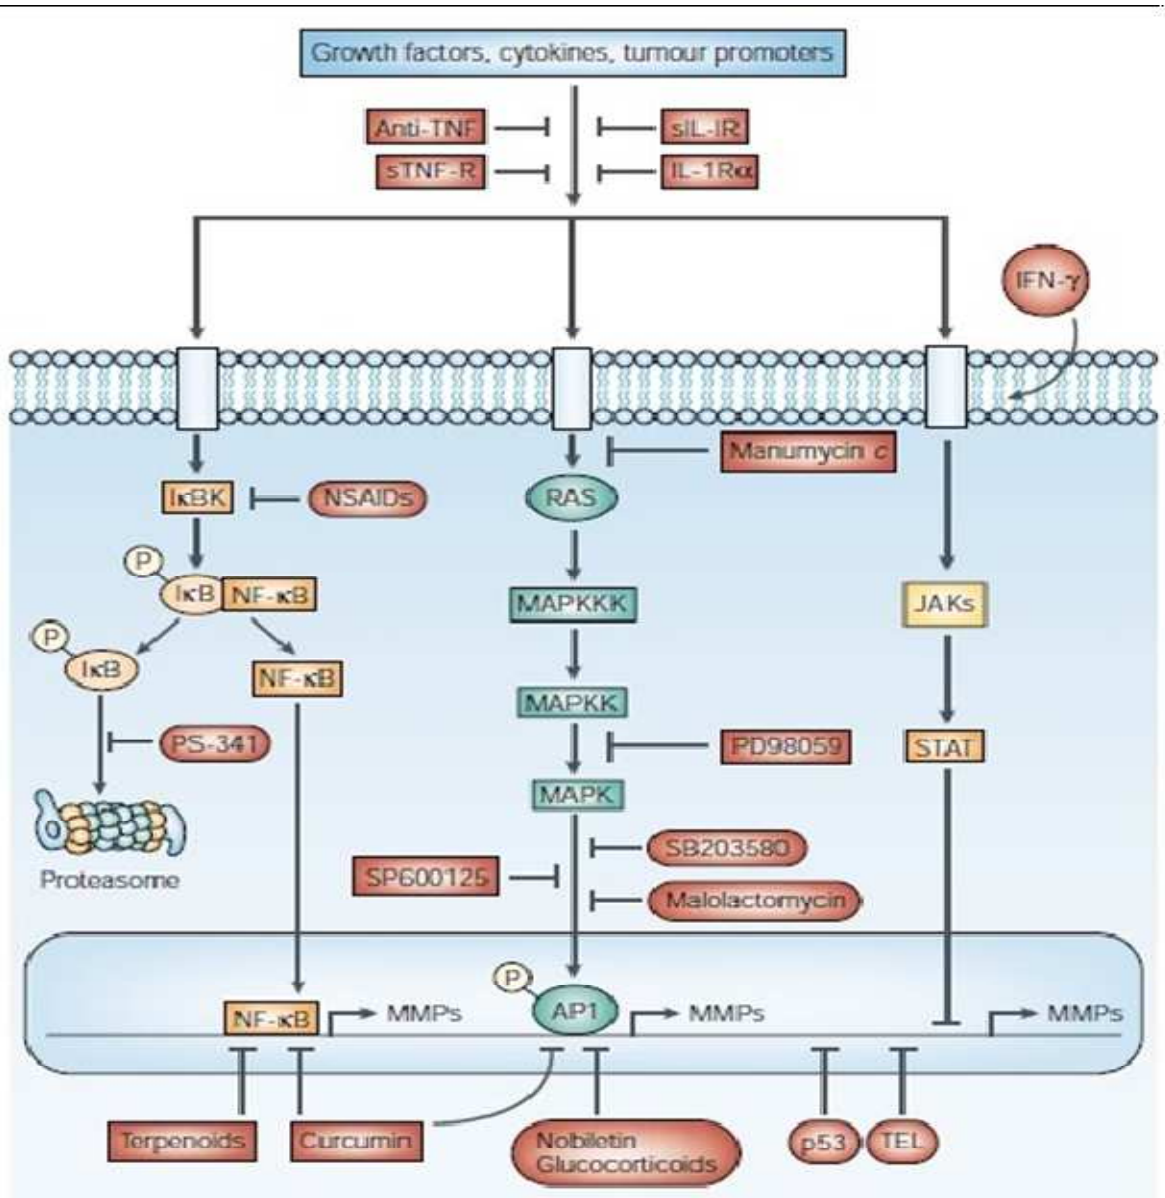 Growth factors, cytokines, tumour promoters
Anti-TNF
sIL-IR
sTNF-R
IL-1Rα
IFN-γ
Manumycin c
IκBK
NSAIDs
RAS
P
IκB
NF-κB
MAPKKK
JAKs
P
IκB
NF-κB
MAPKK
PS-341
PD98059
STAT
MAPK
SB203580
Proteasome
SP600125
Malolactomycin
P
NF-κB
MMPs
AP1
MMPs
MMPs
Terpenoids
Curcumin
Nobiletin
Glucocorticoids
p53
TEL